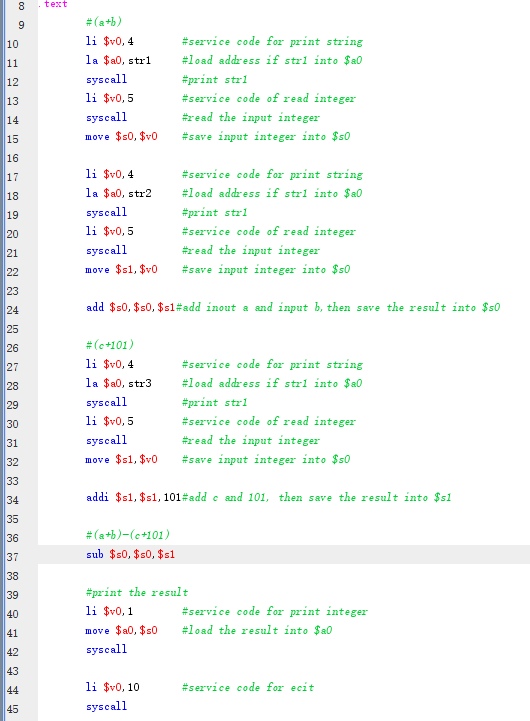 8 .text
9 #(a+b)
10 li $v0,4 #service code for print string
11 la $a0,str1 #load address if str1 into $a0
12 syscall #print str1
13 li $v0,5 #service code of read integer
14 syscall #read the input integer
15 move $s0,$v0 #save input integer into $s0
16
17 li $v0,4 #service code for print string
18 la $a0,str2 #load address if str1 into $a0
19 syscall #print str1
20 li $v0,5 #service code of read integer
21 syscall #read the input integer
22 move $s1,$v0 #save input integer into $s0
23
24 add $s0,$s0,$s1#add inout a and input b,then save the result into $s0
25
26 #(c+101)
27 li $v0,4 #service code for print string
28 la $a0,str3 #load address if str1 into $a0
29 syscall #print str1
30 li $v0,5 #service code of read integer
31 syscall #read the input integer
32 move $s1,$v0 #save input integer into $s0
33
34 addi $s1,$s1,101#add c and 101, then save the result into $s1
35
36 #(a+b)-(c+101)
37 sub $s0,$s0,$s1
38
39 #print the result
40 li $v0,1 #service code for print integer
41 move $a0,$s0 #load the result into $a0
42 syscall
43
44 li $v0,10 #service code for ecit
45 syscall